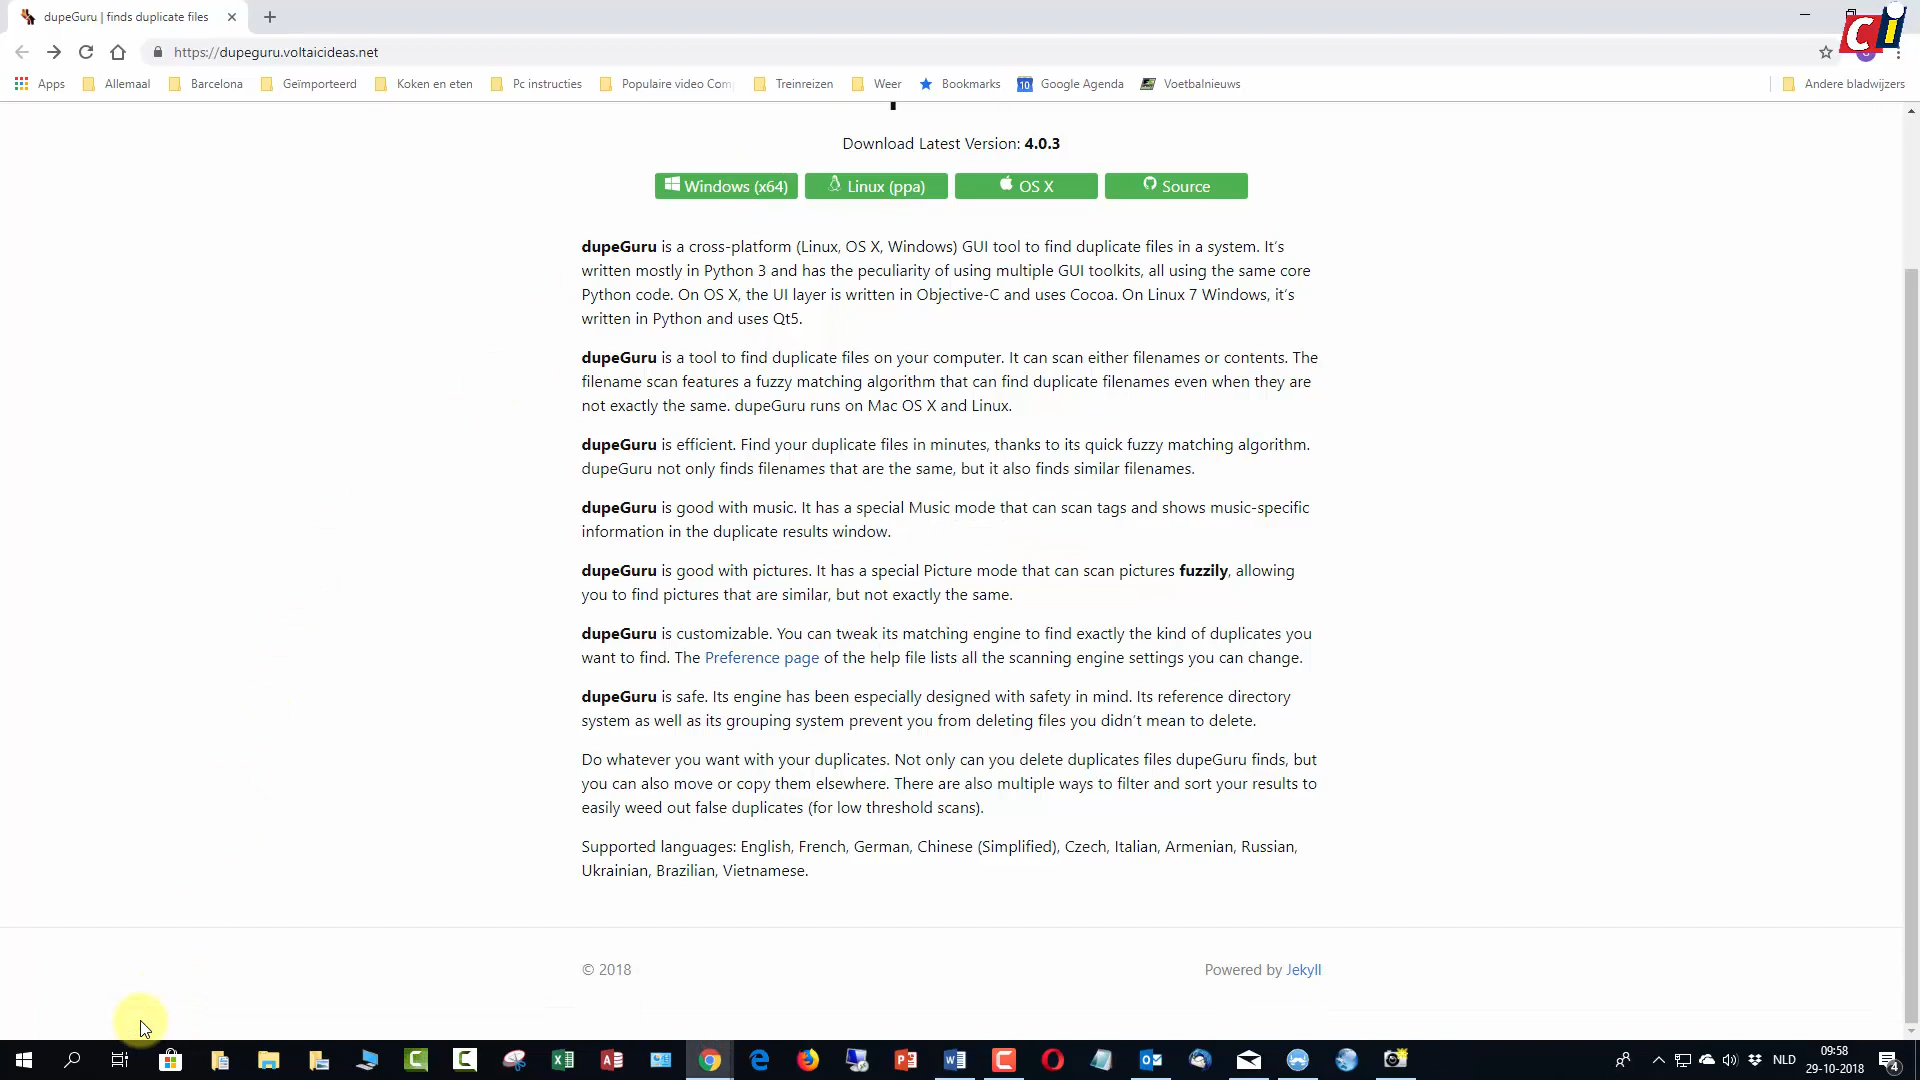 dupeGuru | finds duplicate files
https://dupeguru.voltaicideas.net
Apps Allemaal Barcelona Geïmporteerd Koken en eten Pc instructies Populaire video Com Treinreizen Weer Bookmarks 10 Google Agenda Voetbalnieuws Andere bladwijzers
Ci
Download Latest Version: 4.0.3
Windows (x64) Linux (ppa) OS X Source
dupeGuru is a cross-platform (Linux, OS X, Windows) GUI tool to find duplicate files in a system. It's
written mostly in Python 3 and has the peculiarity of using multiple GUI toolkits, all using the same core
Python code. On OS X, the UI layer is written in Objective-C and uses Cocoa. On Linux 7 Windows, it's
written in Python and uses Qt5.
dupeGuru is a tool to find duplicate files on your computer. It can scan either filenames or contents. The
filename scan features a fuzzy matching algorithm that can find duplicate filenames even when they are
not exactly the same. dupeGuru runs on Mac OS X and Linux.
dupeGuru is efficient. Find your duplicate files in minutes, thanks to its quick fuzzy matching algorithm.
dupeGuru not only finds filenames that are the same, but it also finds similar filenames.
dupeGuru is good with music. It has a special Music mode that can scan tags and shows music-specific
information in the duplicate results window.
dupeGuru is good with pictures. It has a special Picture mode that can scan pictures fuzzily, allowing
you to find pictures that are similar, but not exactly the same.
dupeGuru is customizable. You can tweak its matching engine to find exactly the kind of duplicates you
want to find. The Preference page of the help file lists all the scanning engine settings you can change.
dupeGuru is safe. Its engine has been especially designed with safety in mind. Its reference directory
system as well as its grouping system prevent you from deleting files you didn't mean to delete.
Do whatever you want with your duplicates. Not only can you delete duplicates files dupeGuru finds, but
you can also move or copy them elsewhere. There are also multiple ways to filter and sort your results to
easily weed out false duplicates (for low threshold scans).
Supported languages: English, French, German, Chinese (Simplified), Czech, Italian, Armenian, Russian,
Ukrainian, Brazilian, Vietnamese.
© 2018 Powered by Jekyll
NLD 09:58
29-10-2018
4